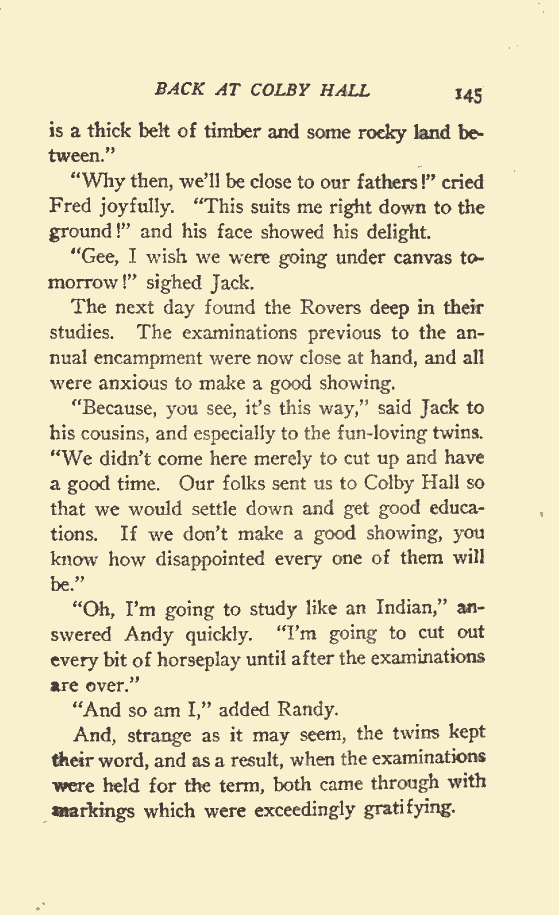 BACK AT COLBY HALL 145
is a thick belt of timber and some rocky land be-
tween.”
“Why then, we’ll be close to our fathers!” cried
Fred joyfully. “This suits me right down to the
ground!” and his face showed his delight.
“Gee, I wish we were going under canvas to-
morrow!” sighed Jack.
The next day found the Rovers deep in their
studies. The examinations previous to the an-
nual encampment were now close at hand, and all
were anxious to make a good showing.
“Because, you see, it’s this way,” said Jack to
his cousins, and especially to the fun-loving twins.
“We didn’t come here merely to cut up and have
a good time. Our folks sent us to Colby Hall so
that we would settle down and get good educa-
tions. If we don’t make a good showing, you
know how disappointed every one of them will
be.”
“Oh, I’m going to study like an Indian,” an-
swered Andy quickly. “I’m going to cut out
every bit of horseplay until after the examinations
are over.”
“And so am I,” added Randy.
And, strange as it may seem, the twins kept
their word, and as a result, when the examinations
were held for the term, both came through with
markings which were exceedingly gratifying.